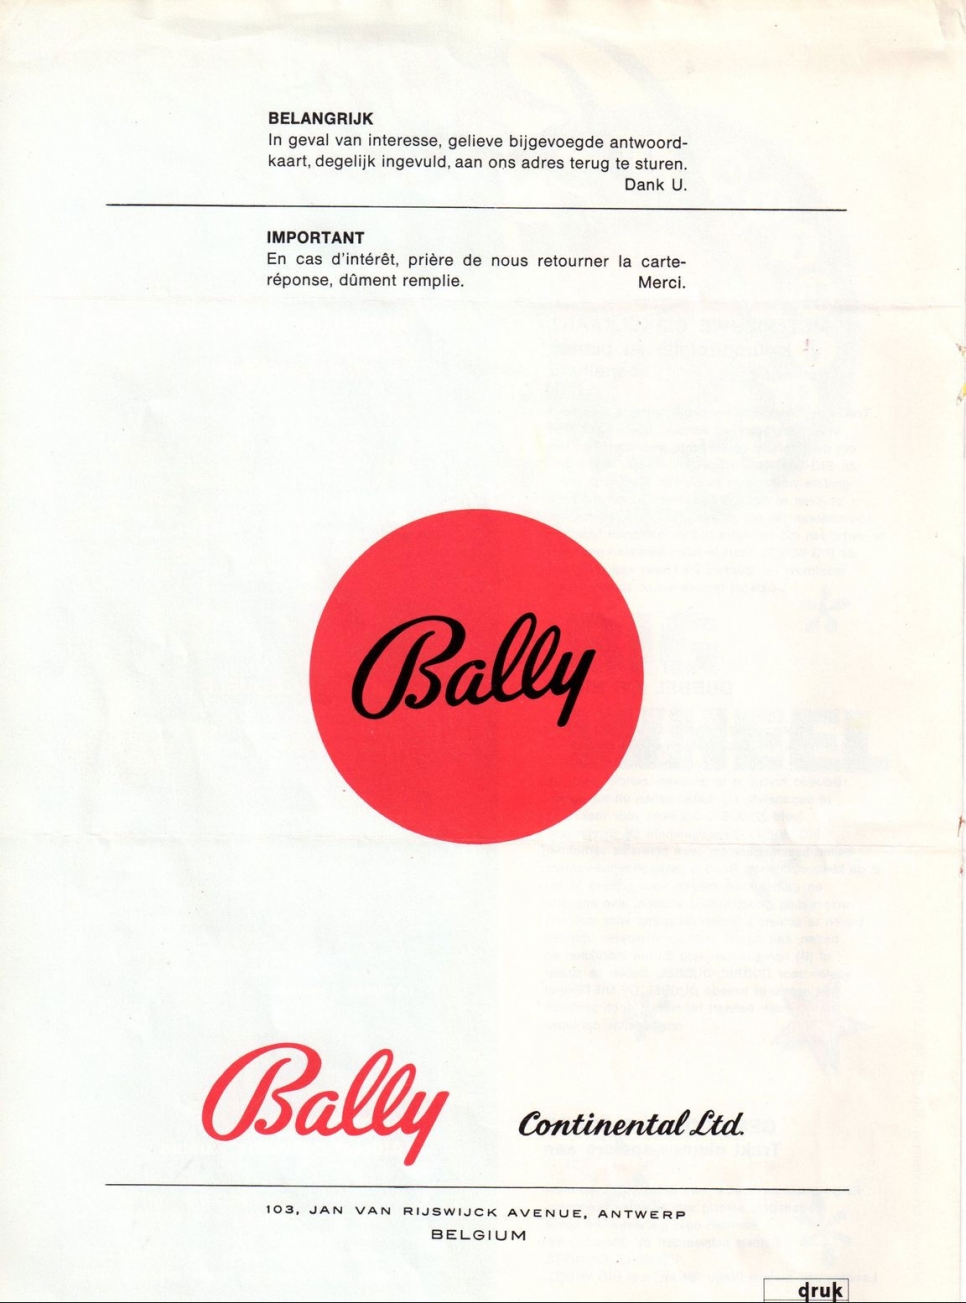 BELANGRIJK
In geval van interesse, gelieve bijgevoegde antwoord-
kaart, degelijk ingevuld, aan ons adres terug te sturen.
Dank U.
IMPORTANT
En cas d'intérêt, prière de nous retourner la carte-
réponse, dûment remplie. Merci.
Bally
Bally Continental Ltd.
103, JAN VAN RIJSWIJCK AVENUE, ANTWERP
BELGIUM
druk